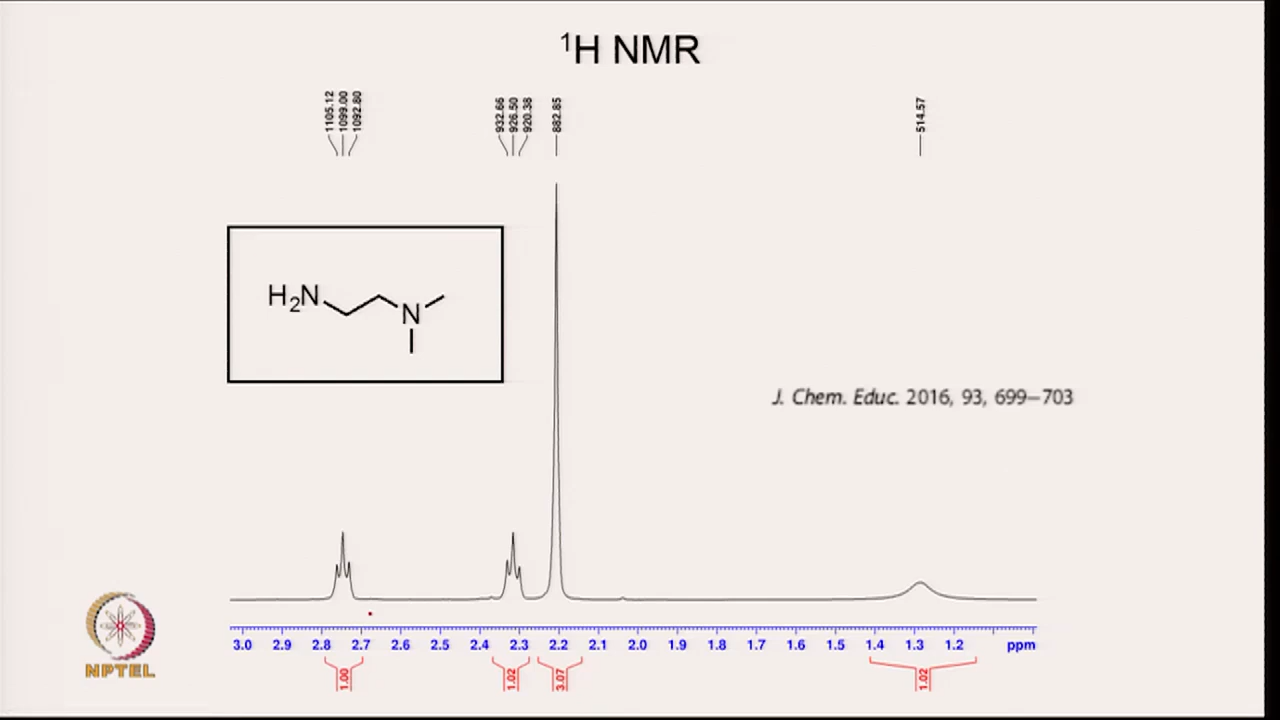 ¹H NMR
1105.12
1099.00
1092.80
932.66
926.50
920.38
882.85
514.57
H₂N
N
J. Chem. Educ. 2016, 93, 699–703
3.0 2.9 2.8 2.7 2.6 2.5 2.4 2.3 2.2 2.1 2.0 1.9 1.8 1.7 1.6 1.5 1.4 1.3 1.2 ppm
1.00 1.02 3.07 1.02
NPTEL